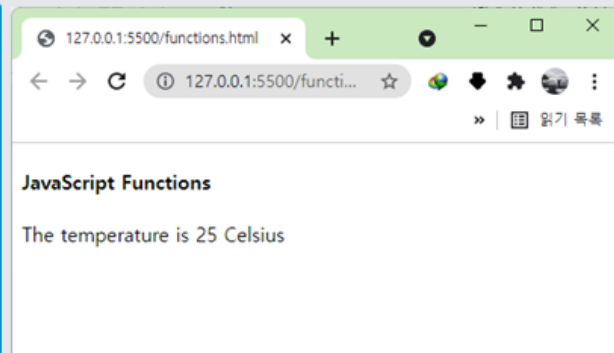 127.0.0.1:5500/functions.html
127.0.0.1:5500/functi...
» 읽기 목록
JavaScript Functions
The temperature is 25 Celsius